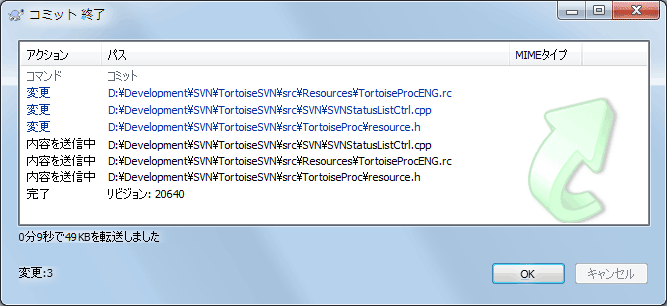 コミット 終了
アクション パス MIMEタイプ
コマンド コミット
変更 D:¥Development¥SVN¥TortoiseSVN¥src¥Resources¥TortoiseProcENG.rc
変更 D:¥Development¥SVN¥TortoiseSVN¥src¥SVN¥SVNStatusListCtrl.cpp
変更 D:¥Development¥SVN¥TortoiseSVN¥src¥TortoiseProc¥resource.h
内容を送信中 D:¥Development¥SVN¥TortoiseSVN¥src¥SVN¥SVNStatusListCtrl.cpp
内容を送信中 D:¥Development¥SVN¥TortoiseSVN¥src¥Resources¥TortoiseProcENG.rc
内容を送信中 D:¥Development¥SVN¥TortoiseSVN¥src¥TortoiseProc¥resource.h
完了 リビジョン: 20640
0分9秒で49KBを転送しました
変更:3 OK キャンセル